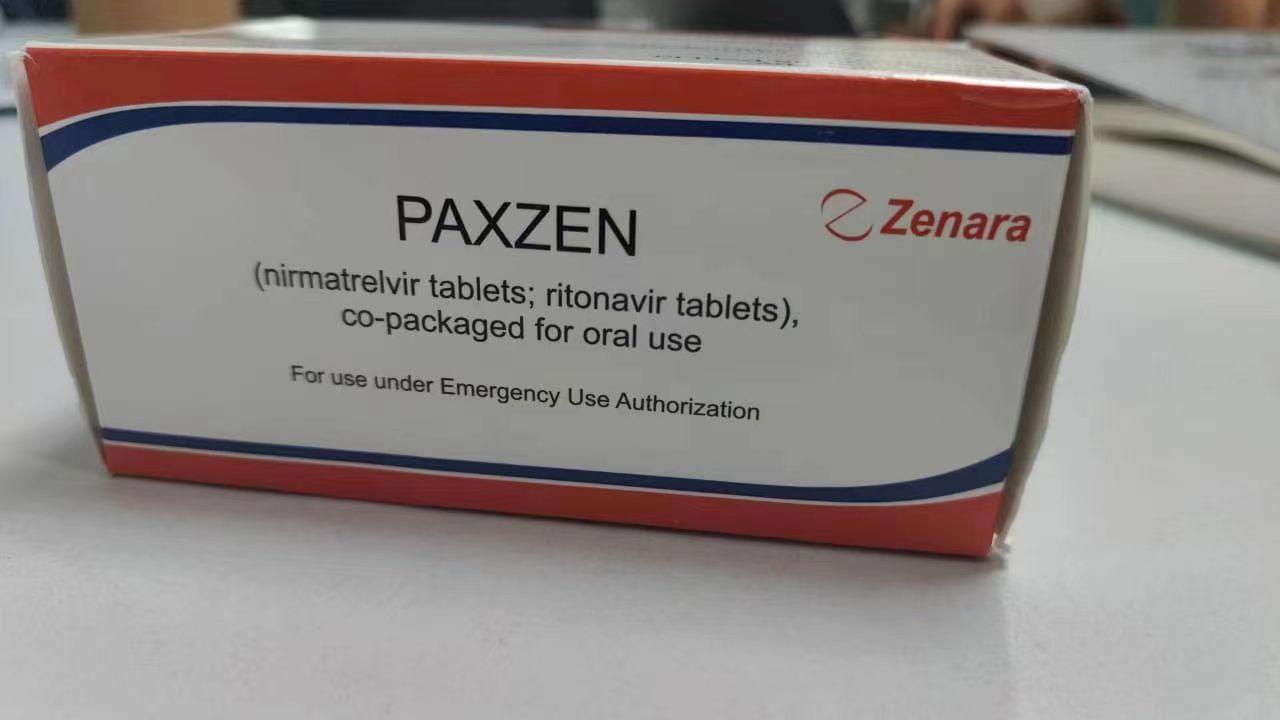 PAXZEN
Zenara
(nirmatrelvir tablets; ritonavir tablets),
co-packaged for oral use
For use under Emergency Use Authorization